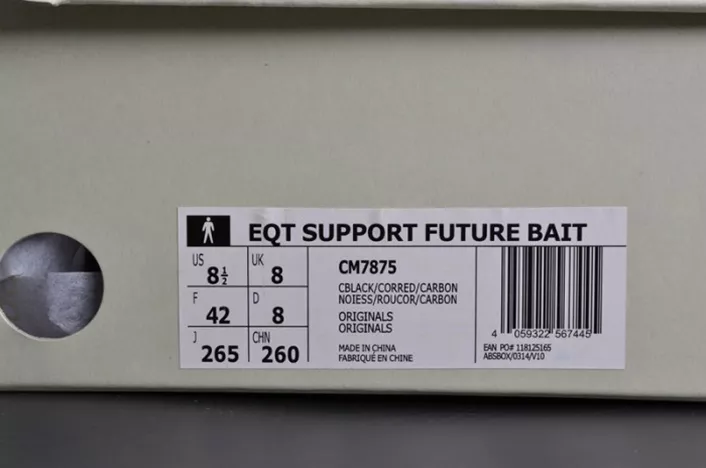 EQT SUPPORT FUTURE BAIT
US 8½ UK 8
F 42 D 8
J 265 CHN 260
CM7875
CBLACK/CORRED/CARBON
NOIESS/ROUCOR/CARBON
ORIGINALS
ORIGINALS
MADE IN CHINA
FABRIQUÉ EN CHINE
4 059322 567445
EAN PO# 118125165
ABSBOX/0314/V10